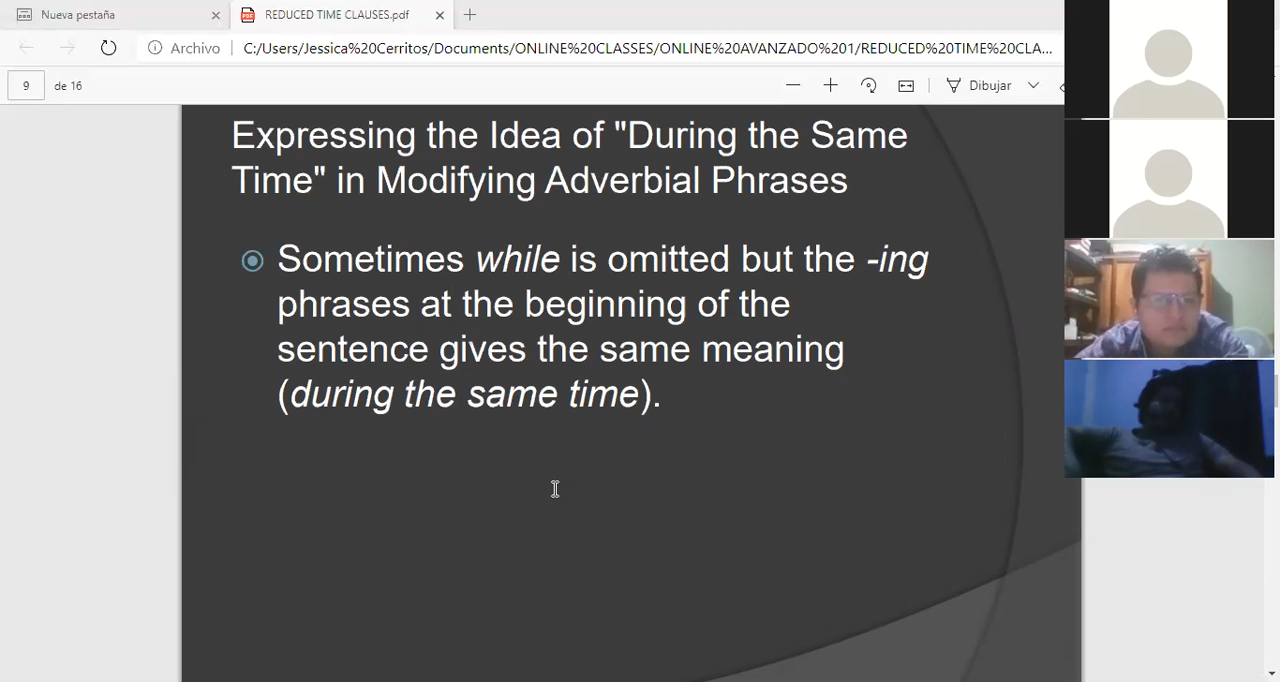 Nueva pestaña
REDUCED TIME CLAUSES.pdf
Archivo
C:/Users/Jessica%20Cerritos/Documents/ONLINE%20CLASSES/ONLINE%20AVANZADO%201/REDUCED%20TIME%20CLA...
9 de 16
Dibujar
Expressing the Idea of "During the Same
Time" in Modifying Adverbial Phrases
Sometimes while is omitted but the -ing
phrases at the beginning of the
sentence gives the same meaning
(during the same time).